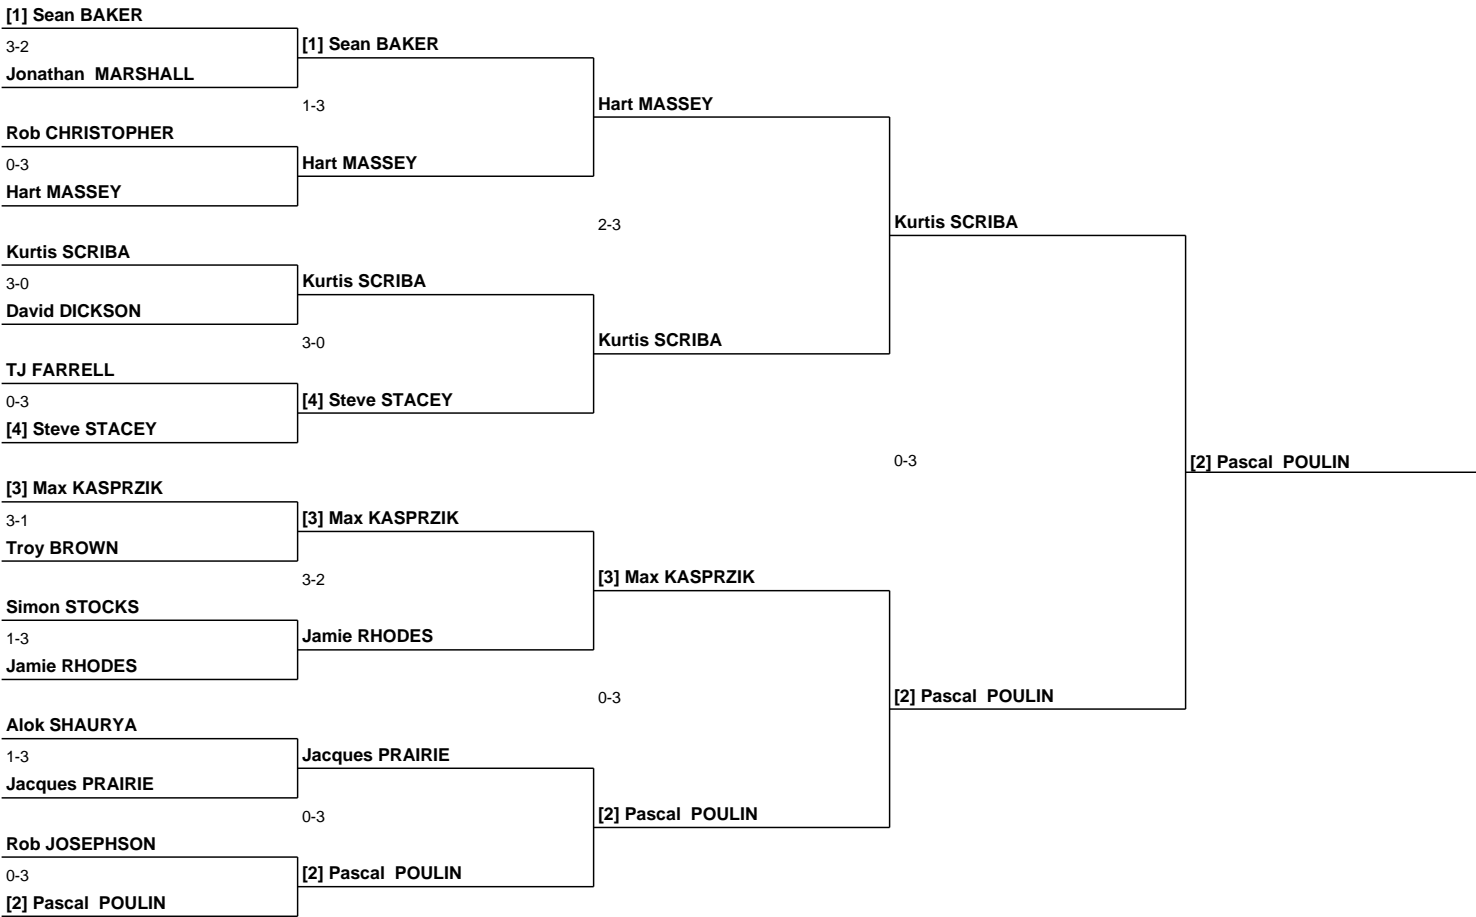 [1] Sean BAKER
3-2
Jonathan MARSHALL
Rob CHRISTOPHER
0-3
Hart MASSEY
Kurtis SCRIBA
3-0
David DICKSON
TJ FARRELL
0-3
[4] Steve STACEY
[3] Max KASPRZIK
3-1
Troy BROWN
Simon STOCKS
1-3
Jamie RHODES
Alok SHAURYA
1-3
Jacques PRAIRIE
Rob JOSEPHSON
0-3
[2] Pascal POULIN
[1] Sean BAKER
1-3
Hart MASSEY
Kurtis SCRIBA
3-0
[4] Steve STACEY
[3] Max KASPRZIK
3-2
Jamie RHODES
Jacques PRAIRIE
0-3
[2] Pascal POULIN
Hart MASSEY
2-3
Kurtis SCRIBA
[3] Max KASPRZIK
0-3
[2] Pascal POULIN
Kurtis SCRIBA
0-3
[2] Pascal POULIN
[2] Pascal POULIN